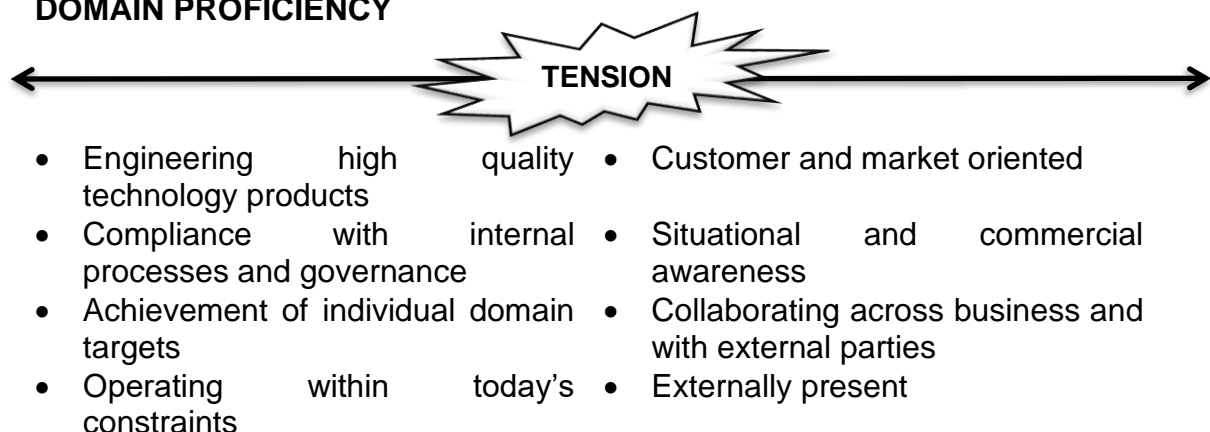 DOMAIN PROFICIENCY
TENSION
• Engineering high quality
technology products
• Compliance with internal
processes and governance
• Achievement of individual domain
targets
• Operating within today’s
constraints
• Customer and market oriented
• Situational and commercial
awareness
• Collaborating across business and
with external parties
• Externally present